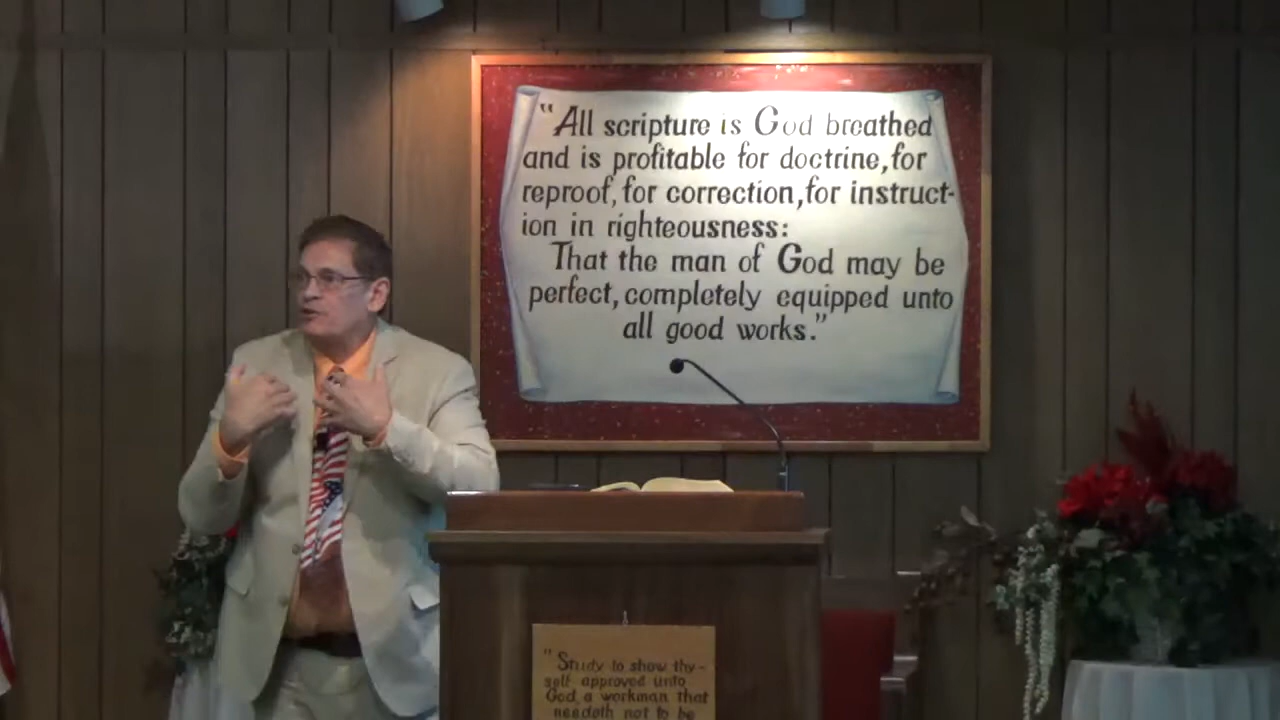 "All scripture is God breathed
and is profitable for doctrine, for
reproof, for correction, for instruct-
ion in righteousness:
That the man of God may be
perfect, completely equipped unto
all good works."
"Study to show thy-
self approved unto
God, a workman that
needeth not to be